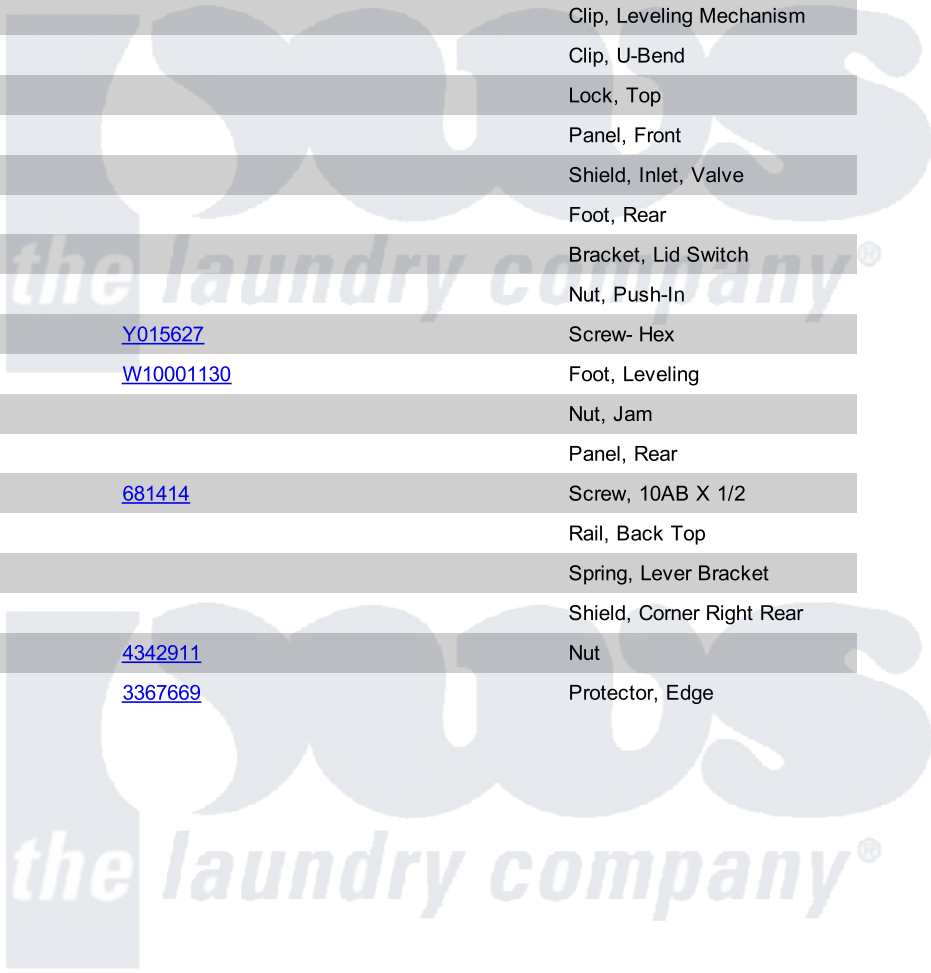 Clip, Leveling Mechanism
Clip, U-Bend
Lock, Top
Panel, Front
Shield, Inlet, Valve
Foot, Rear
Bracket, Lid Switch
Nut, Push-In
Y015627 Screw- Hex
W10001130 Foot, Leveling
Nut, Jam
Panel, Rear
681414 Screw, 10AB X 1/2
Rail, Back Top
Spring, Lever Bracket
Shield, Corner Right Rear
4342911 Nut
3367669 Protector, Edge
pws
the laundry company®
pws
the laundry company®